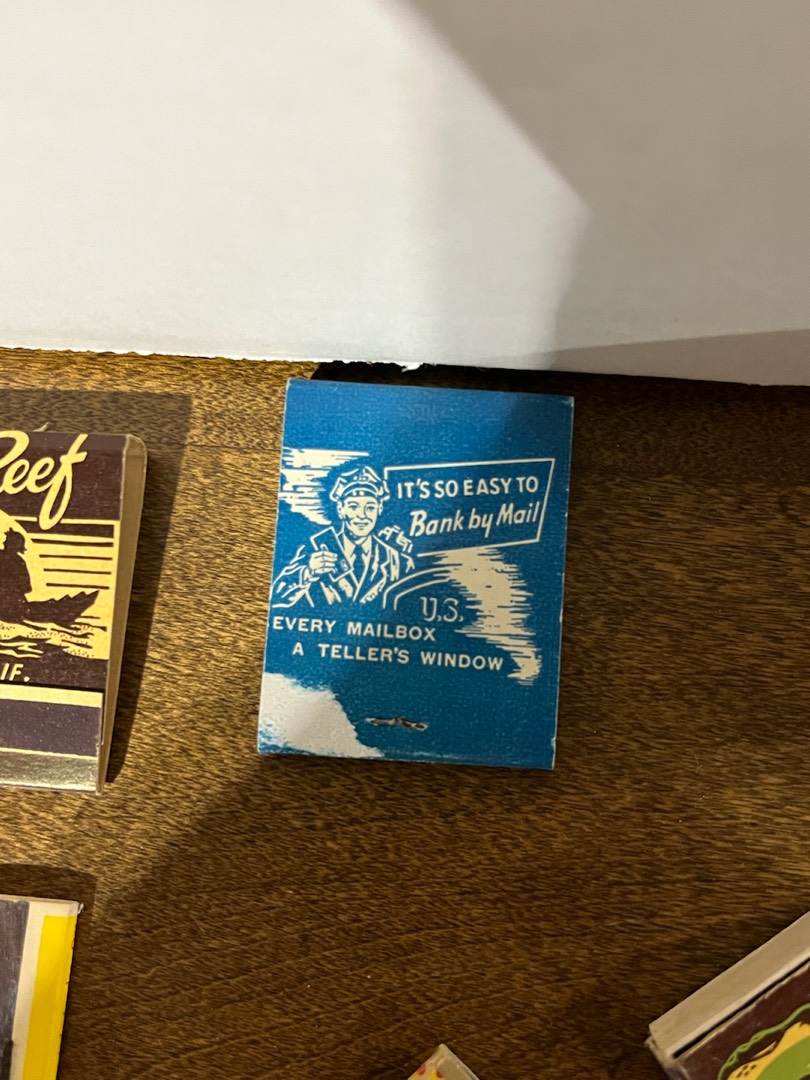 Reef
IF.
IT'S SO EASY TO
Bank by Mail
U.S.
EVERY MAILBOX
A TELLER'S WINDOW